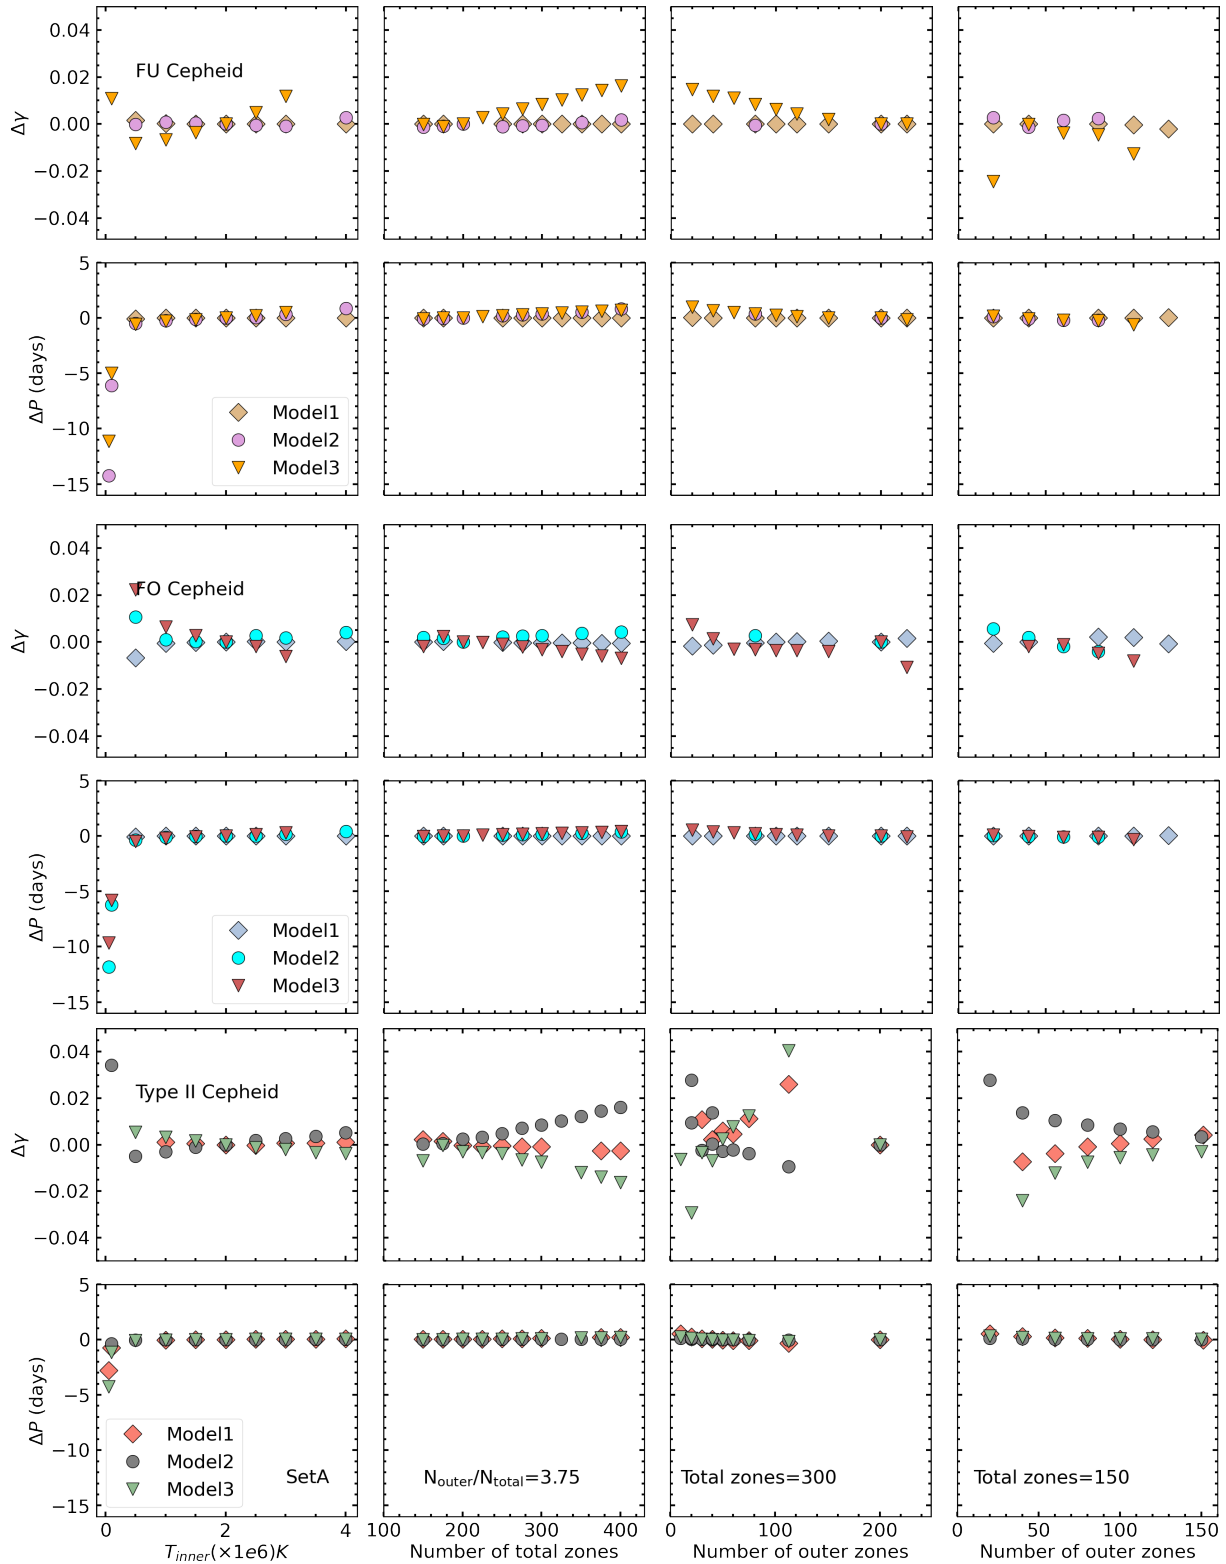 0.04
0.02
0.00
−0.02
−0.04
Δγ
FU Cepheid
5
0
−5
−10
−15
ΔP (days)
Model1
Model2
Model3
0.04
0.02
0.00
−0.02
−0.04
Δγ
FO Cepheid
5
0
−5
−10
−15
ΔP (days)
Model1
Model2
Model3
0.04
0.02
0.00
−0.02
−0.04
Δγ
Type II Cepheid
5
0
−5
−10
−15
ΔP (days)
Model1
Model2
Model3
SetA
N_outer/N_total=3.75
Total zones=300
Total zones=150
0 2 4
100 200 300 400
0 100 200
0 50 100 150
T_inner(×1e6)K
Number of total zones
Number of outer zones
Number of outer zones